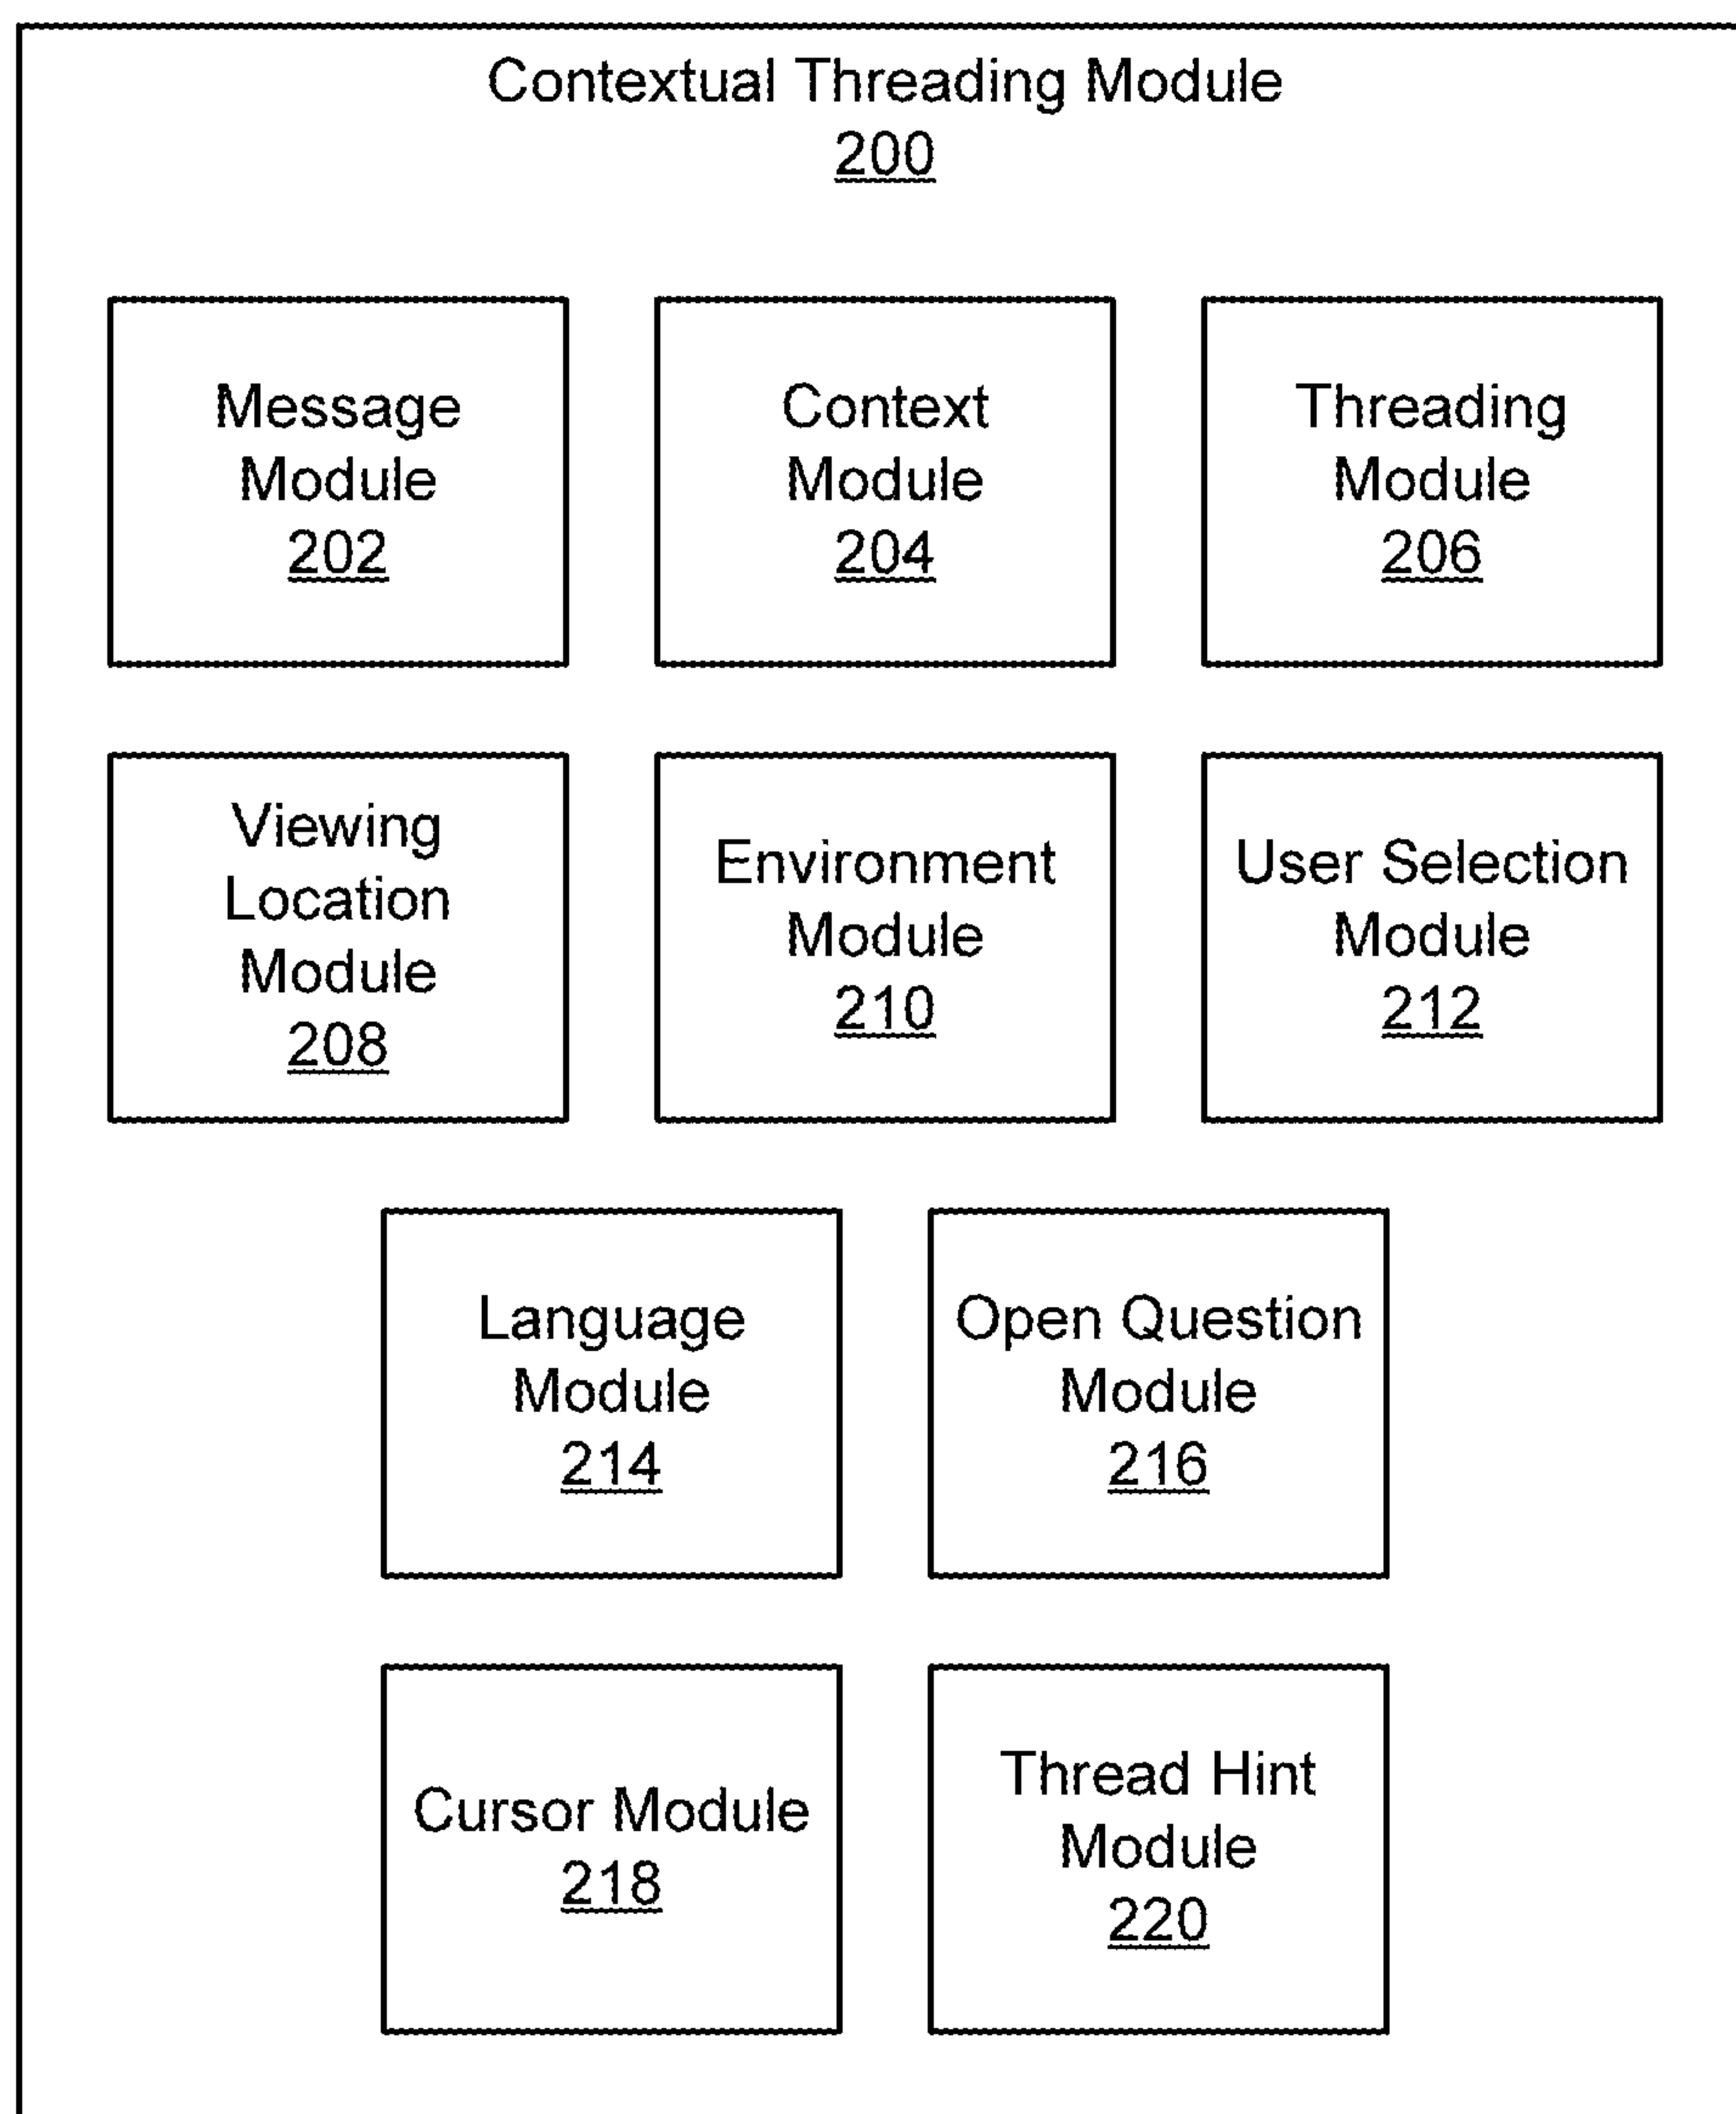 Contextual Threading Module
200
Message
Module
202
Context
Module
204
Threading
Module
206
Viewing
Location
Module
208
Environment
Module
210
User Selection
Module
212
Language
Module
214
Open Question
Module
216
Cursor Module
218
Thread Hint
Module
220